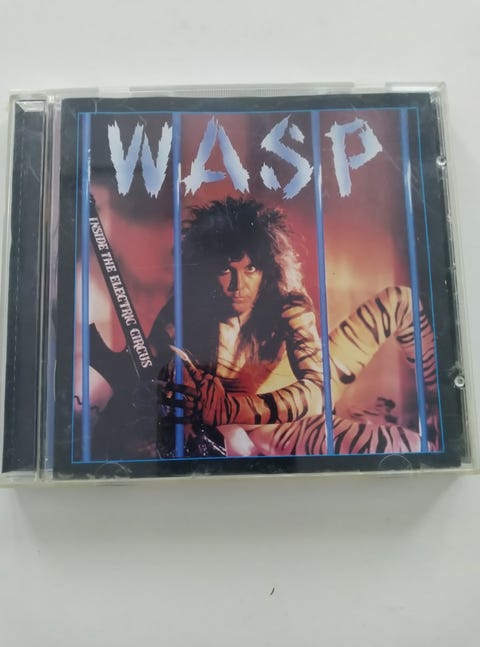 WASP
INSIDE THE ELECTRIC CIRCUS